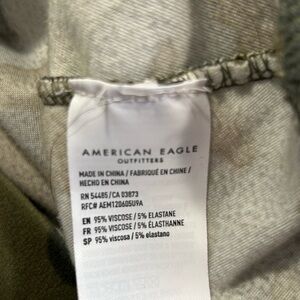 AMERICAN EAGLE
OUTFITTERS
MADE IN CHINA / FABRIQUÉ EN CHINE /
HECHO EN CHINA
RN 54485/CA 03873
RFC# AEM120605U9A
EN 95% VISCOSE / 5% ELASTANE
FR 95% VISCOSE / 5% ÉLASTHANNE
SP 95% viscosa / 5% elastano